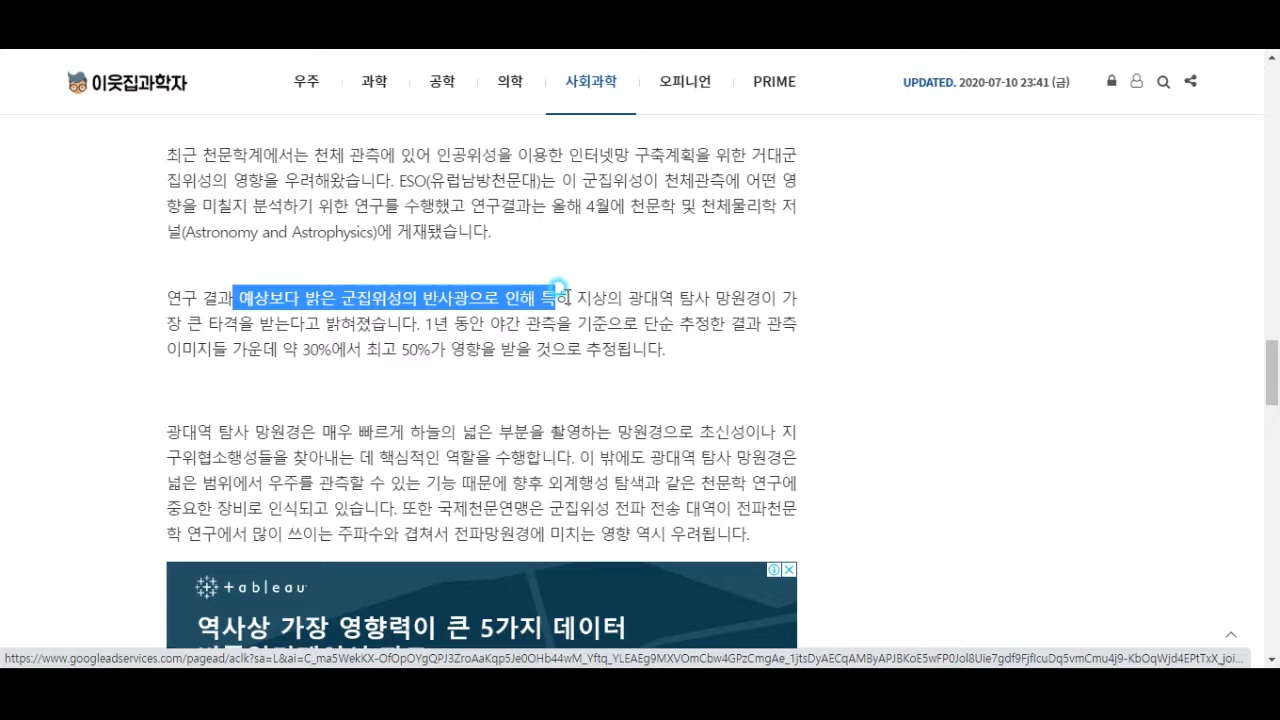 이웃집과학자
우주 과학 공학 의학 사회과학 오피니언 PRIME
UPDATED. 2020-07-10 23:41 (금)
최근 천문학계에서는 천체 관측에 있어 인공위성을 이용한 인터넷망 구축계획을 위한 거대군
집위성의 영향을 우려해왔습니다. ESO(유럽남방천문대)는 이 군집위성이 천체관측에 어떤 영
향을 미칠지 분석하기 위한 연구를 수행했고 연구결과는 올해 4월에 천문학 및 천체물리학 저
널(Astronomy and Astrophysics)에 게재됐습니다.
연구 결과 예상보다 밝은 군집위성의 반사광으로 인해 특히 지상의 광대역 탐사 망원경이 가
장 큰 타격을 받는다고 밝혀졌습니다. 1년 동안 야간 관측을 기준으로 단순 추정한 결과 관측
이미지들 가운데 약 30%에서 최고 50%가 영향을 받을 것으로 추정됩니다.
광대역 탐사 망원경은 매우 빠르게 하늘의 넓은 부분을 촬영하는 망원경으로 초신성이나 지
구위협소행성들을 찾아내는 데 핵심적인 역할을 수행합니다. 이 밖에도 광대역 탐사 망원경은
넓은 범위에서 우주를 관측할 수 있는 기능 때문에 향후 외계행성 탐색과 같은 천문학 연구에
중요한 장비로 인식되고 있습니다. 또한 국제천문연맹은 군집위성 전파 전송 대역이 전파천문
학 연구에서 많이 쓰이는 주파수와 겹쳐서 전파망원경에 미치는 영향 역시 우려됩니다.
+ableau
역사상 가장 영향력이 큰 5가지 데이터